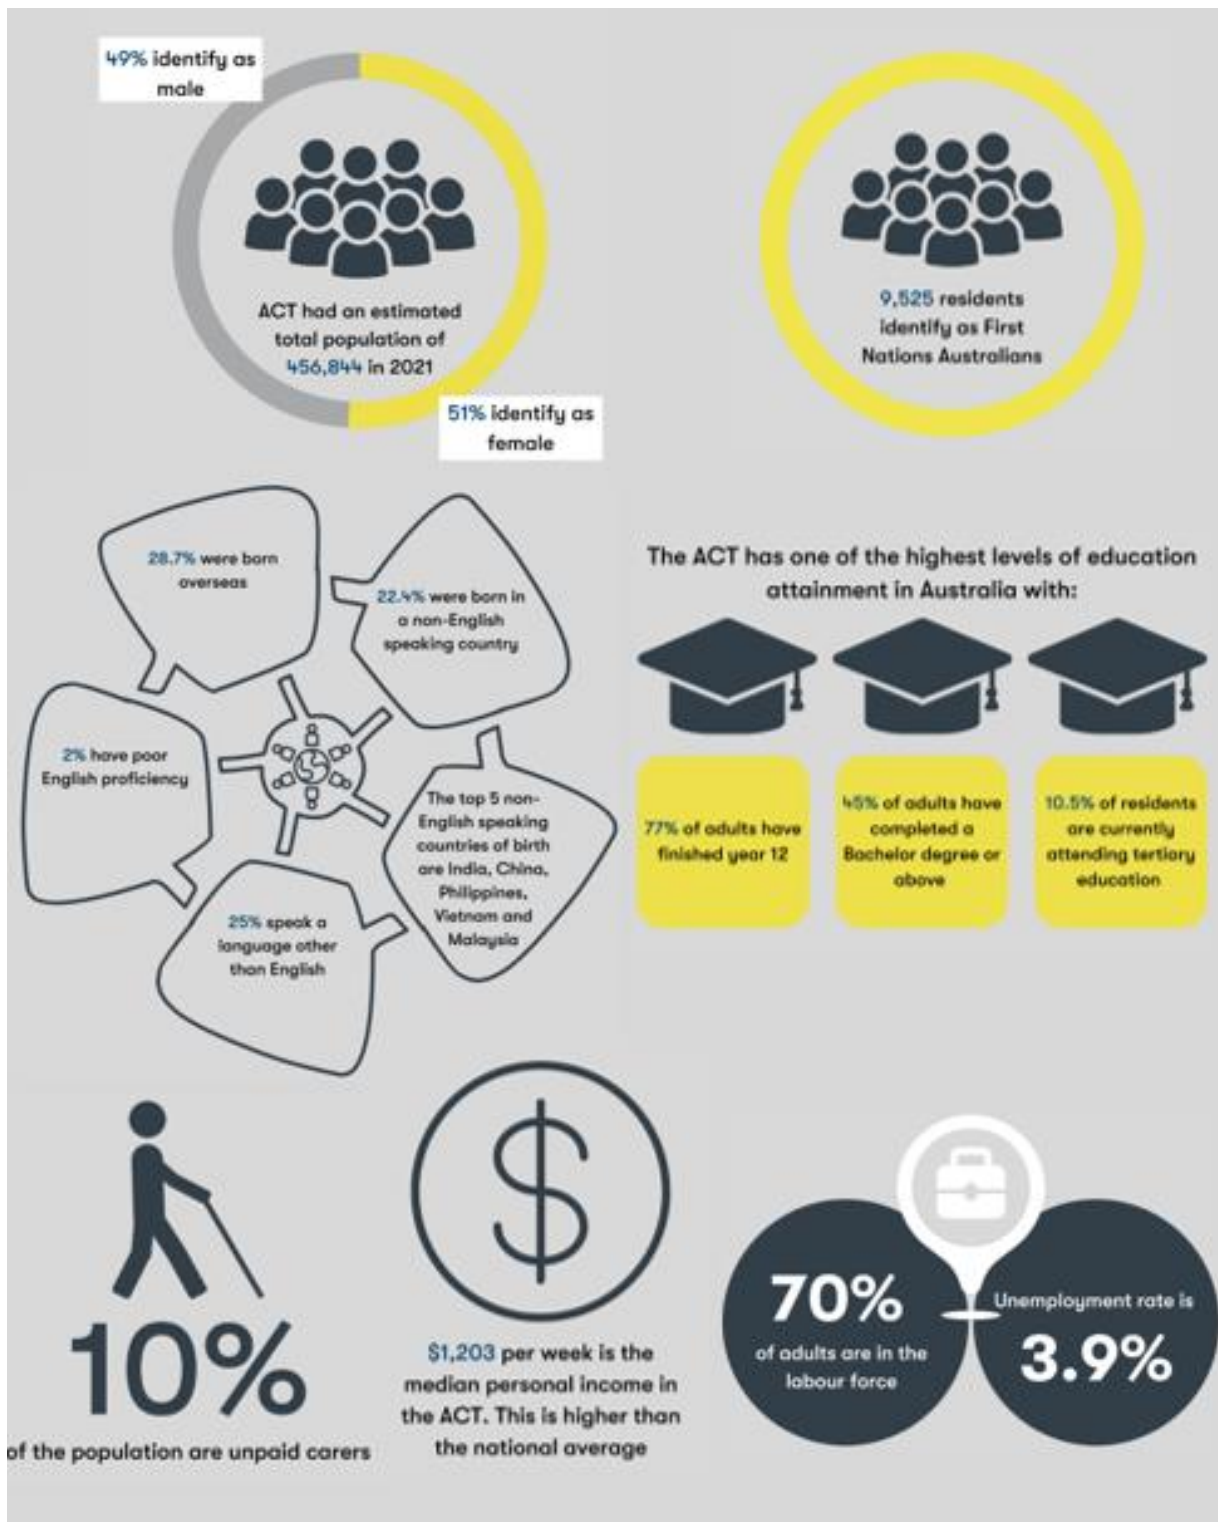 49% identify as
male
ACT had an estimated
total population of
456,844 in 2021
51% identify as
female
9,525 residents
identify as First
Nations Australians
28.7% were born
overseas
22.4% were born in
a non-English
speaking country
2% have poor
English proficiency
The top 5 non-
English speaking
countries of birth
are India, China,
Philippines,
Vietnam and
Malaysia
25% speak a
language other
than English
The ACT has one of the highest levels of education
attainment in Australia with:
77% of adults have
finished year 12
45% of adults have
completed a
Bachelor degree or
above
10.5% of residents
are currently
attending tertiary
education
10%
of the population are unpaid carers
$1,203 per week is the
median personal income in
the ACT. This is higher than
the national average
70%
of adults are in the
labour force
Unemployment rate is
3.9%